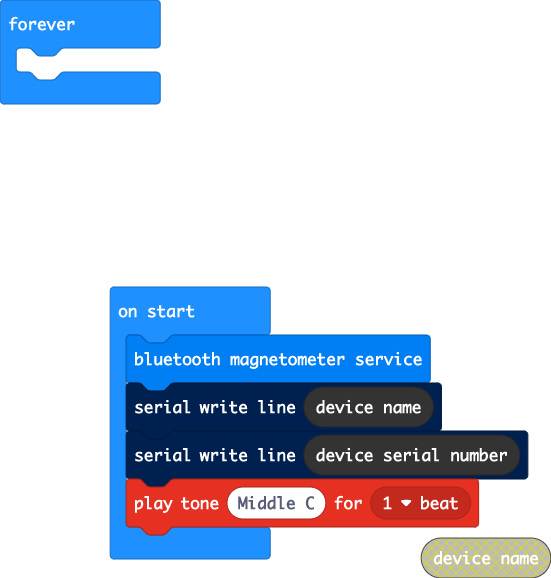 forever
on start
bluetooth magnetometer service
serial write line device name
serial write line device serial number
play tone Middle C for 1 beat
device name